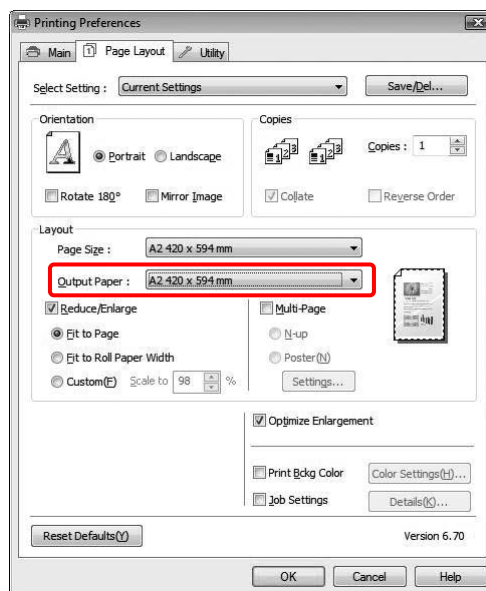 Printing Preferences
Main Page Layout Utility
Select Setting : Current Settings Save/Del...
Orientation
Portrait Landscape
Rotate 180° Mirror Image
Copies
Copies : 1
Collate Reverse Order
Layout
Page Size : A2 420 x 594 mm
Output Paper : A2 420 x 594 mm
Reduce/Enlarge
Fit to Page
Fit to Roll Paper Width
Custom(F) Scale to 98 %
Multi-Page
N-up
Poster(N)
Settings...
Optimize Enlargement
Print Bckg Color Color Settings(H)...
Job Settings Details(K)...
Reset Defaults(Y) Version 6.70
OK Cancel Help